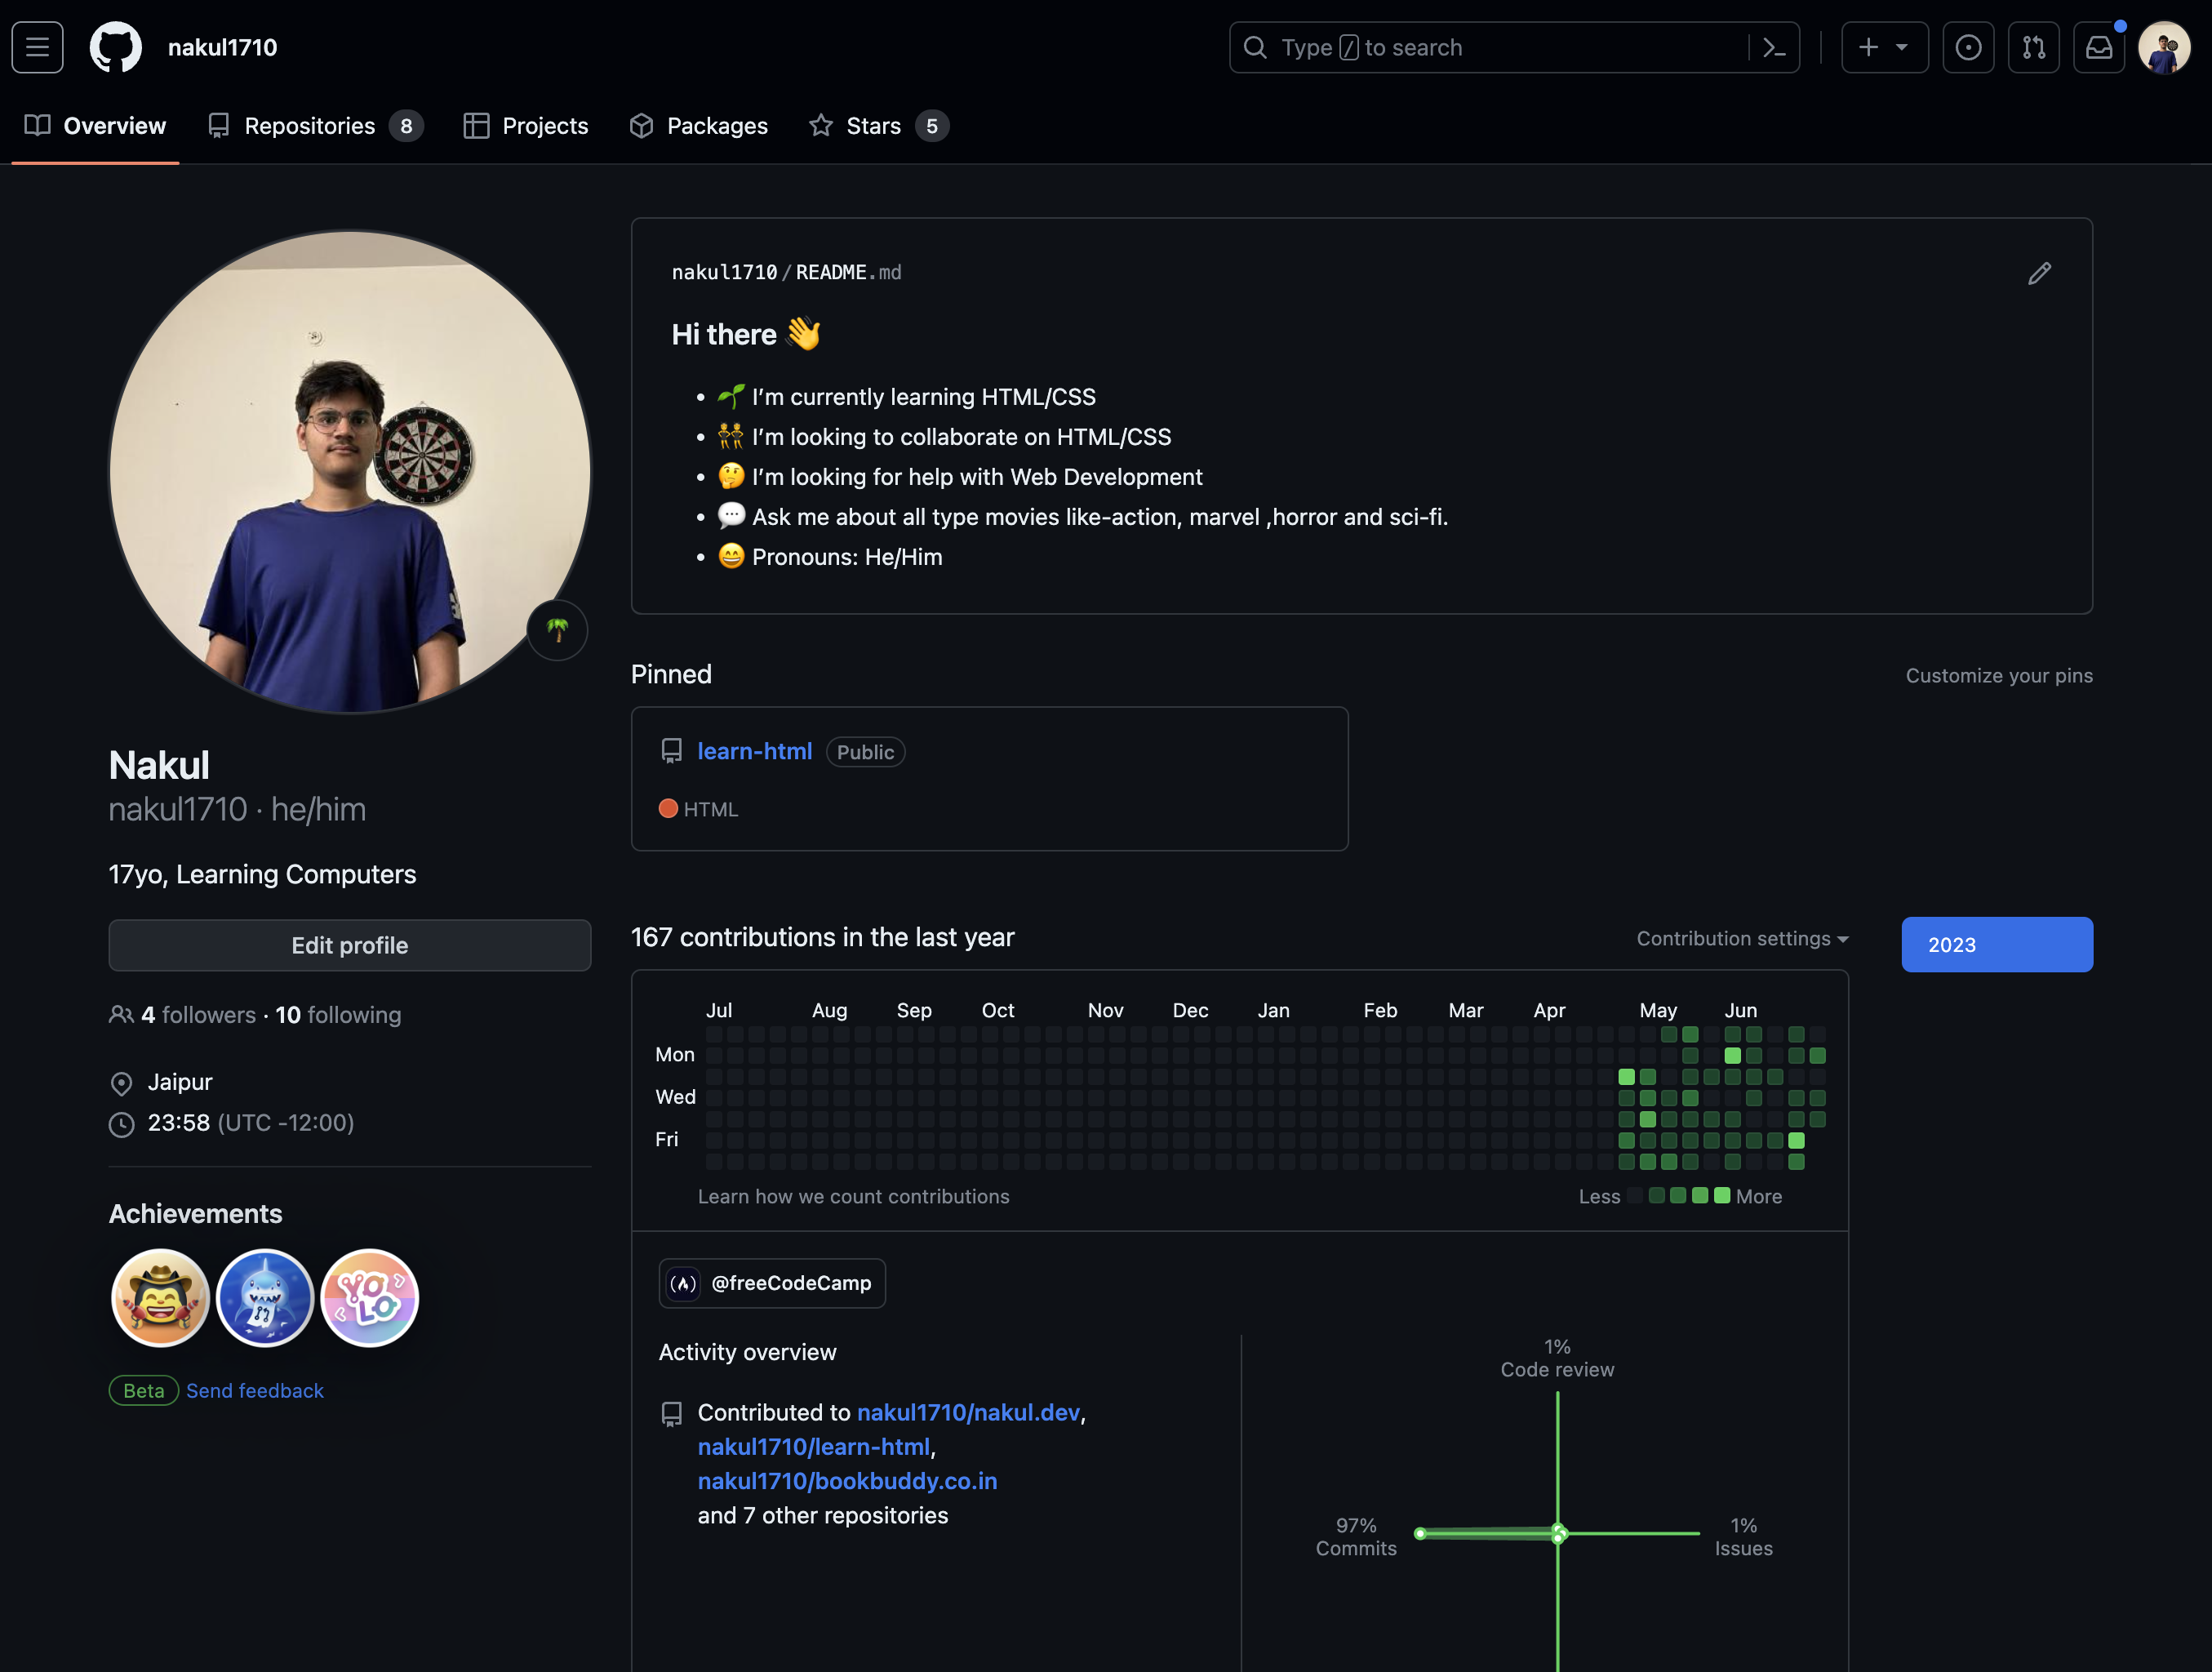 nakul1710
Type / to search
Overview
Repositories 8
Projects
Packages
Stars 5
nakul1710/README.md
Hi there 👋
🌱 I’m currently learning HTML/CSS
👯 I’m looking to collaborate on HTML/CSS
🤔 I’m looking for help with Web Development
💬 Ask me about all type movies like-action, marvel ,horror and sci-fi.
😄 Pronouns: He/Him
Nakul
nakul1710 · he/him
17yo, Learning Computers
Edit profile
4 followers · 10 following
Jaipur
23:58 (UTC -12:00)
Achievements
YOLO
Beta Send feedback
Pinned
Customize your pins
learn-html Public
HTML
167 contributions in the last year
Contribution settings
2023
Jul Aug Sep Oct Nov Dec Jan Feb Mar Apr May Jun
Mon
Wed
Fri
Learn how we count contributions
Less More
@freeCodeCamp
Activity overview
Contributed to nakul1710/nakul.dev,
nakul1710/learn-html,
nakul1710/bookbuddy.co.in
and 7 other repositories
1%
Code review
97%
Commits
1%
Issues